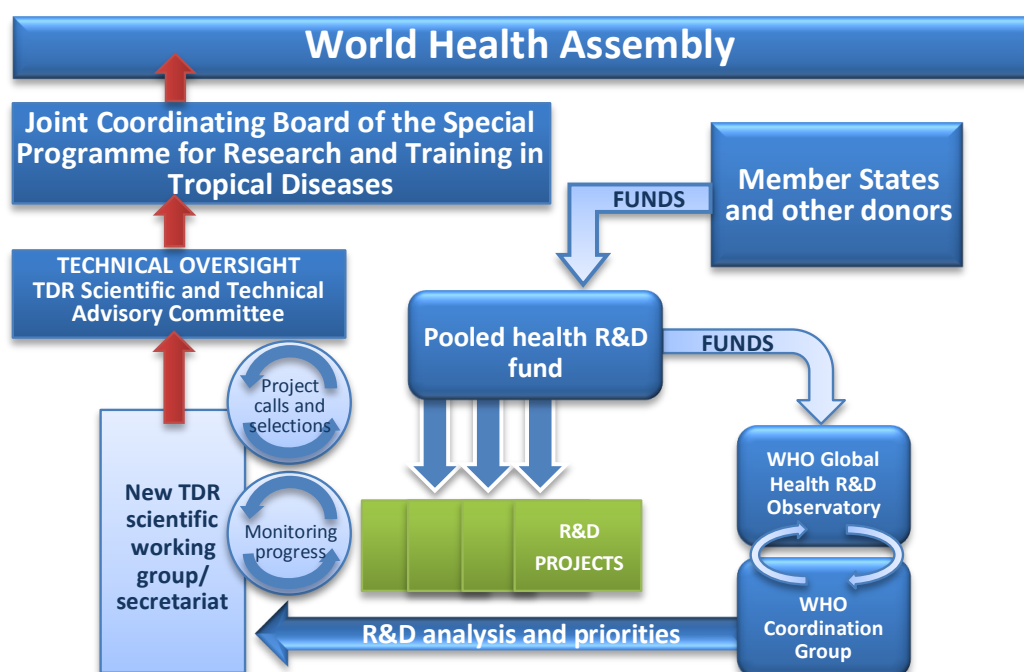 World Health Assembly
Joint Coordinating Board of the Special
Programme for Research and Training in
Tropical Diseases
Member States
and other donors
FUNDS
TECHNICAL OVERSIGHT
TDR Scientific and Technical
Advisory Committee
Pooled health R&D
fund
FUNDS
Project
calls and
selections
New TDR
scientific
working
group/
secretariat
Monitoring
progress
R&D
PROJECTS
WHO Global
Health R&D
Observatory
WHO
Coordination
Group
R&D analysis and priorities